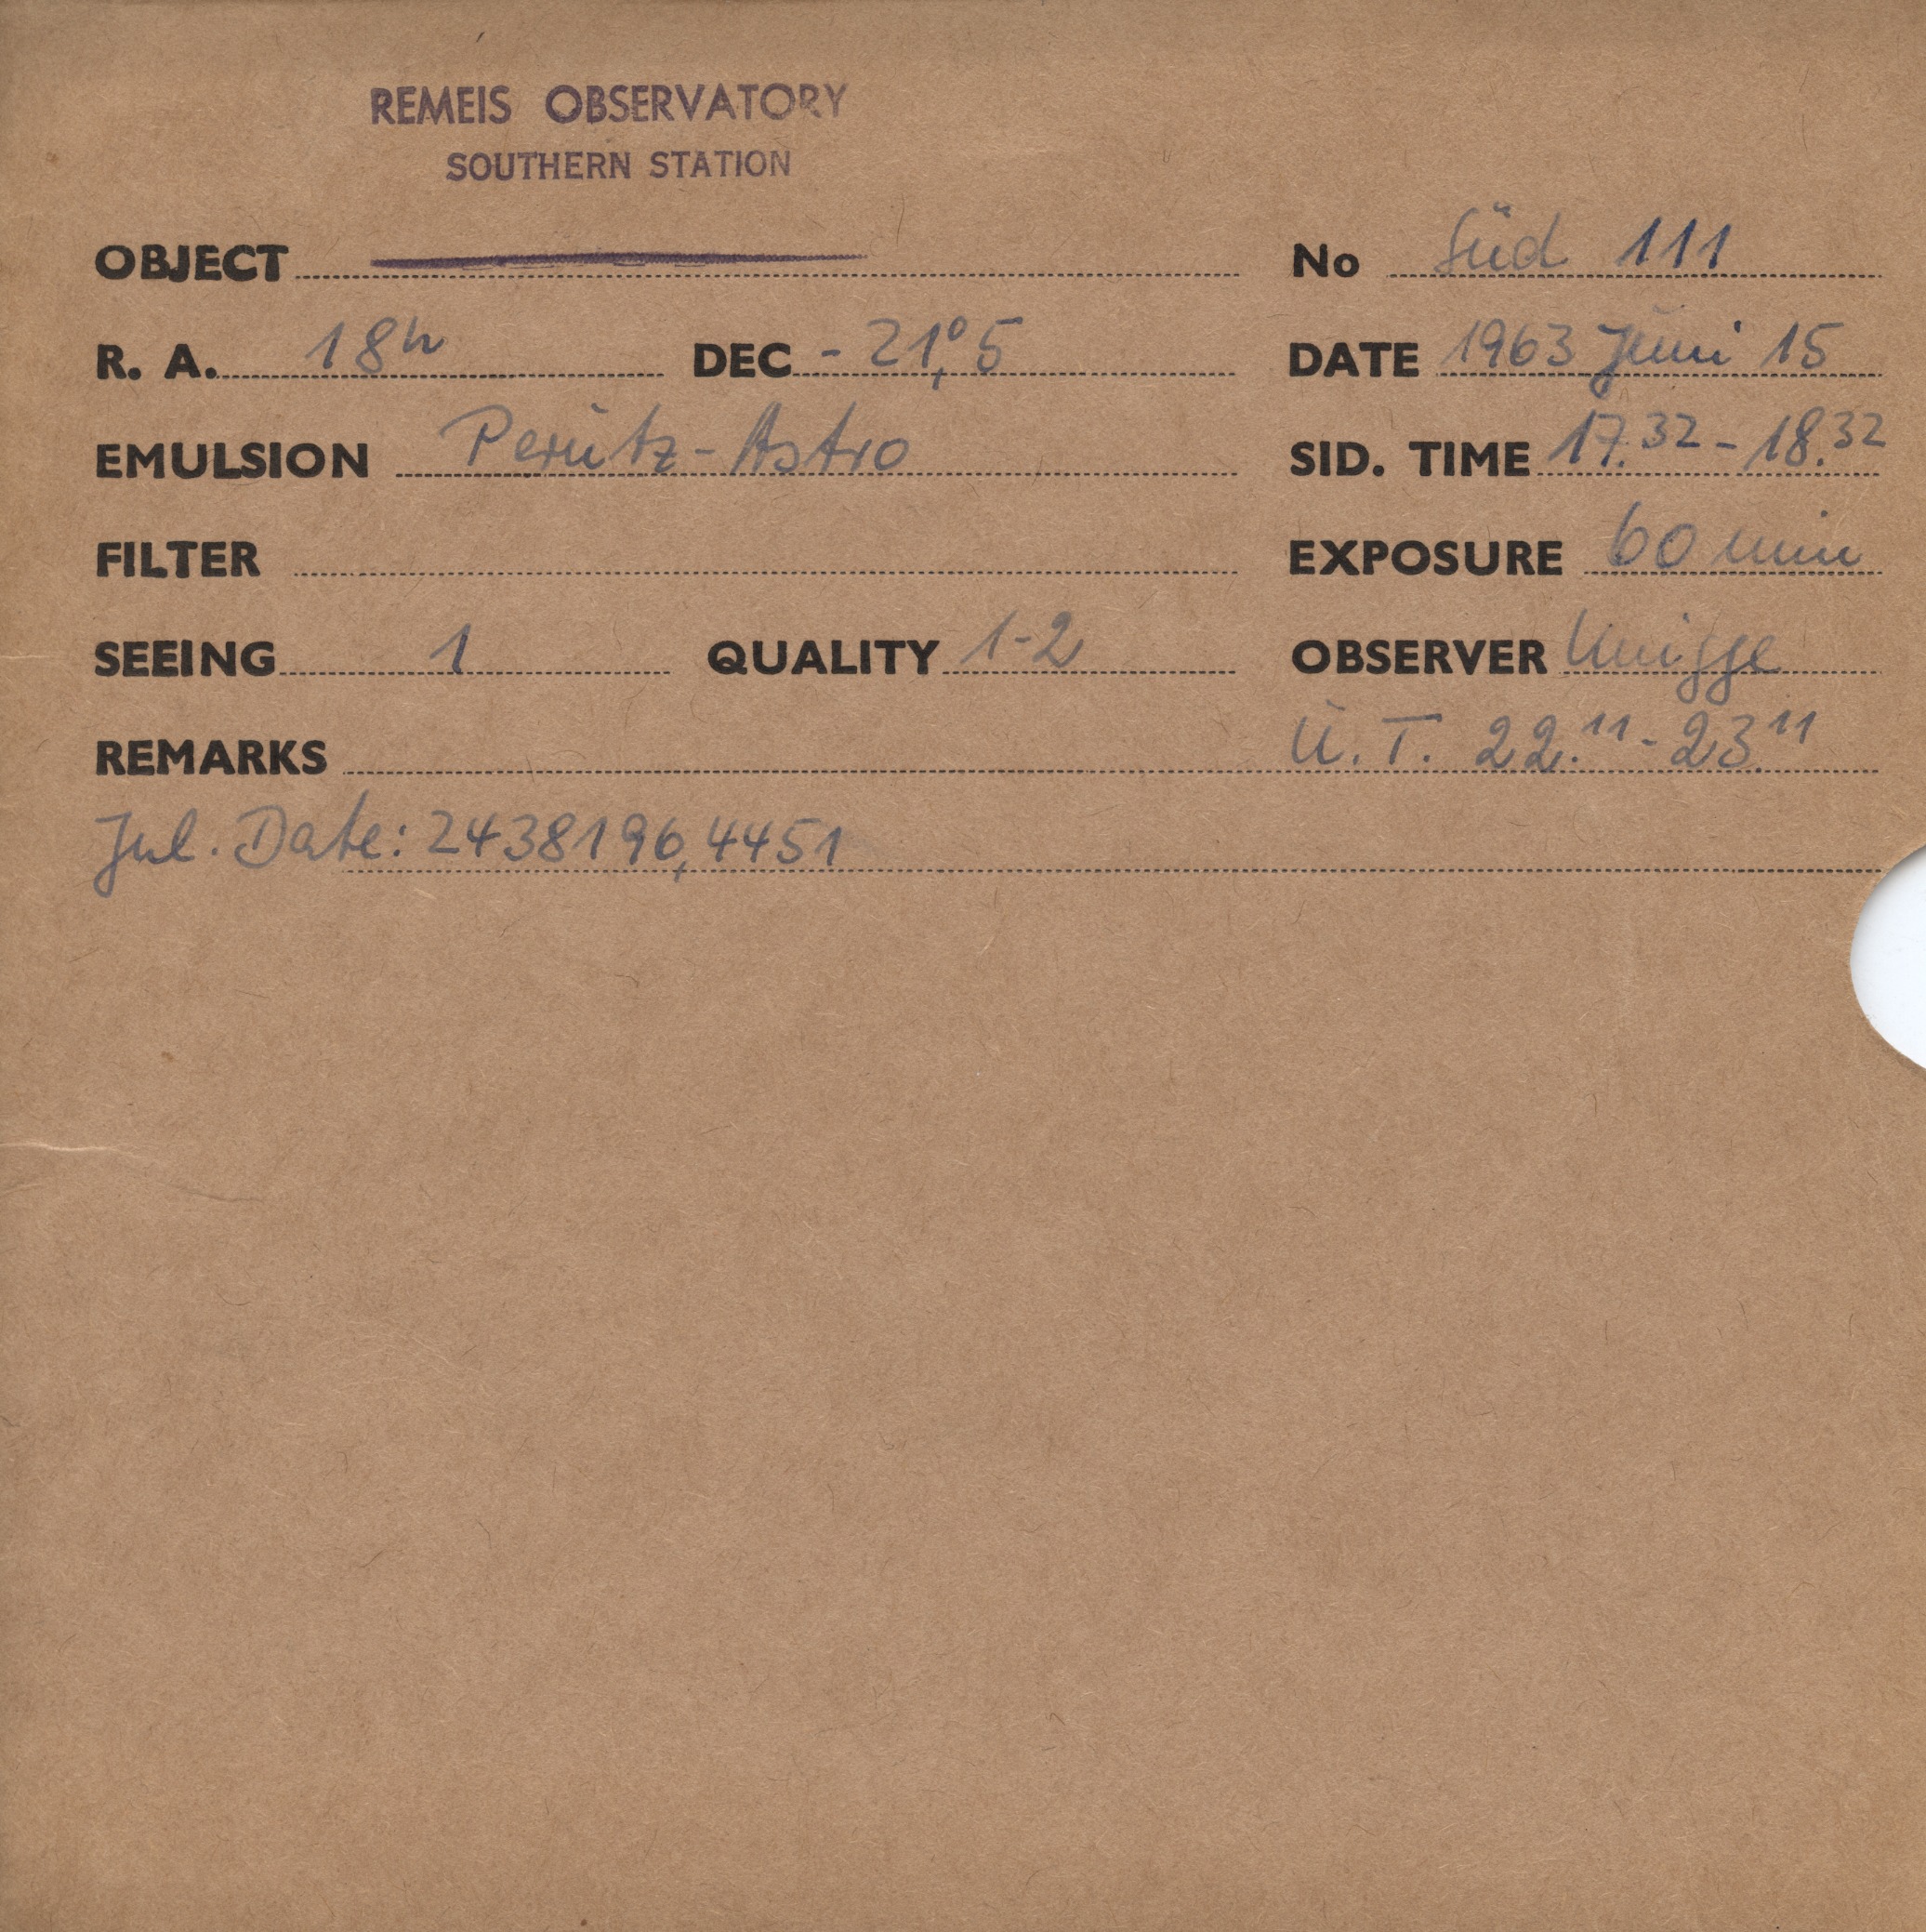 REMEIS OBSERVATORY
SOUTHERN STATION
OBJECT No Süd 111
R. A. 18h DEC - 21°,5 DATE 1963 Juni 15
EMULSION Perutz-Astro SID. TIME 17.32 - 18.32
FILTER EXPOSURE 60 min
SEEING 1 QUALITY 1-2 OBSERVER Knigge
REMARKS U.T. 22.11 - 23.11
Jul. Date: 2438196,4451